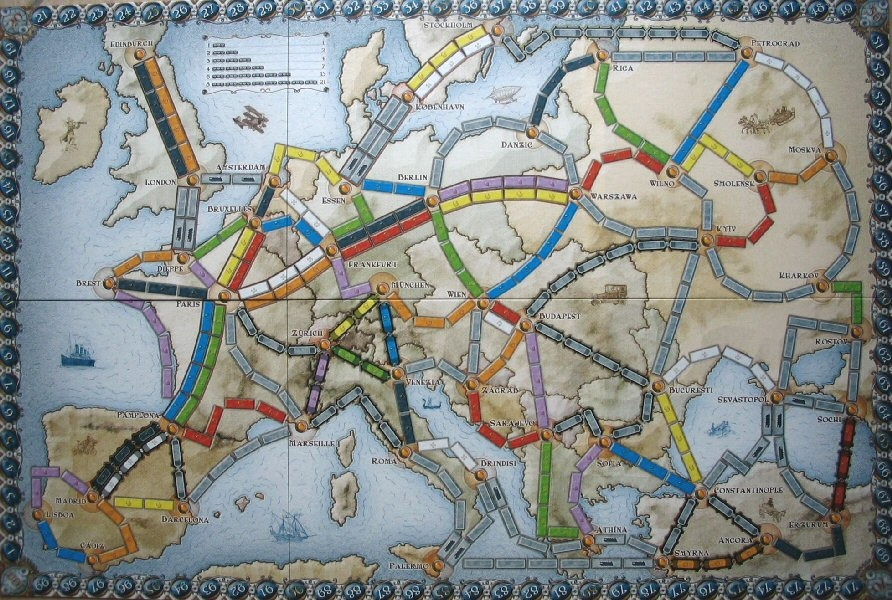 STOCKHOLM
EDINBURGH
PETROGRAD
RIGA
KØBENHAVN
DANZIC
MOSKVA
AMSTERDAM
LONDON
BERLIN
ESSEN
WILNO
SMOLENSK
WARSZAWA
BRUXELLES
KYIV
DIEPPE
FRANKFURT
BREST
MÜNCHEN
KHARKOV
PARIS
WIEN
BUDAPEST
ZÜRICH
ROSTOV
VENEZIA
ZAGRAB
BUCURESTI
SEVASTOPOL
PAMPLONA
SARAJEVO
SOCHI
MARSEILLE
ROMA
BRINDISI
SOFIA
CONSTANTINOPLE
MADRID
LISBOA
BARCELONA
ERZURUM
ATHINA
ANGORA
CADIZ
SMYRNA
PALERMO